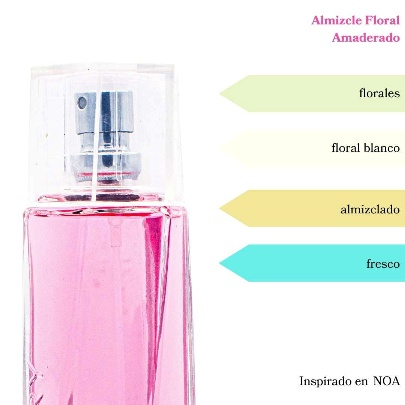 Almizcle Floral
Amaderado
florales
floral blanco
almizclado
fresco
Inspirado en NOA